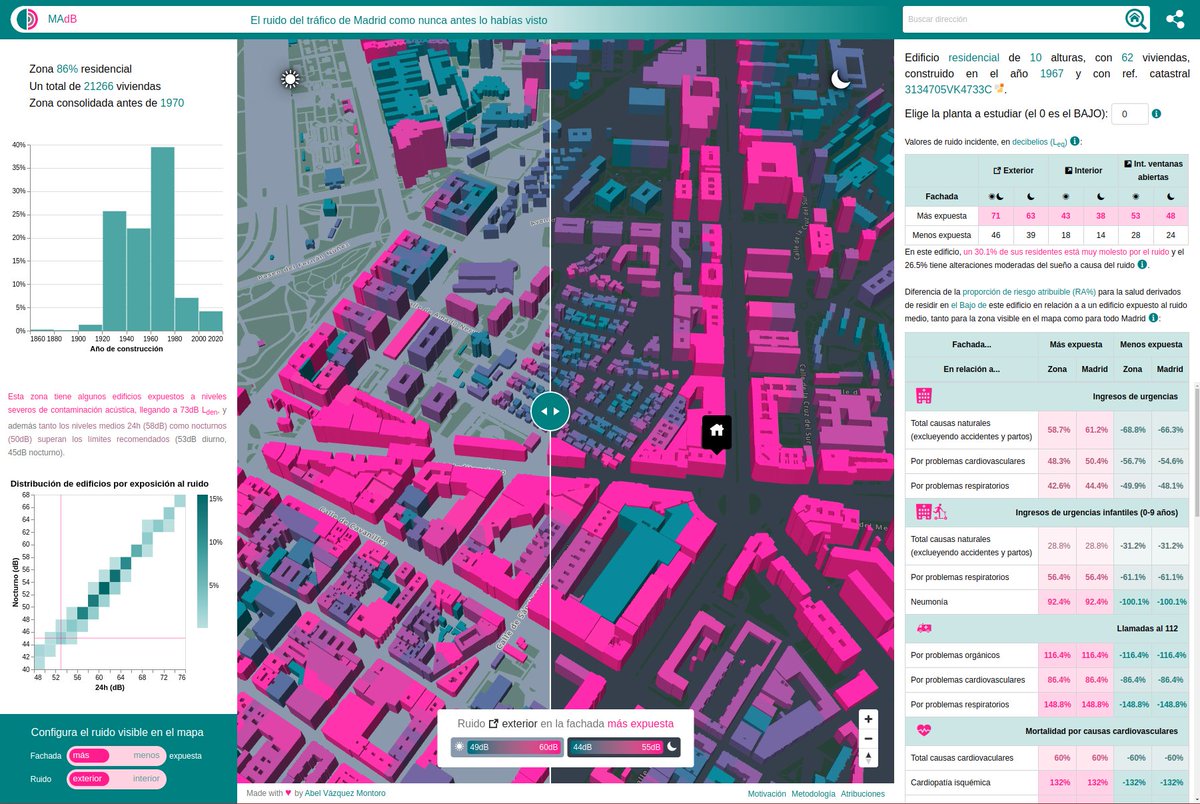 MAdB
El ruido del tráfico de Madrid como nunca antes lo habías visto
Buscar dirección
Zona 86% residencial
Un total de 21266 viviendas
Zona consolidada antes de 1970
40%
35%
30%
25%
20%
15%
10%
5%
0%
1860 1880 1900 1920 1940 1960 1980 2000 2020
Año de construcción
Esta zona tiene algunos edificios expuestos a niveles
severos de contaminación acústica, llegando a 73dB Lden, y
además tanto los niveles medios 24h (58dB) como nocturnos
(50dB) superan los límites recomendados (53dB diurno,
45dB nocturno).
Distribución de edificios por exposición al ruido
68
66
64
62
60
58
56
54
52
50
48
46
44
42
40
Nocturno (dB)
48 52 56 60 64 68 72 76
24h (dB)
15%
10%
5%
Configura el ruido visible en el mapa
Fachada más menos expuesta
Ruido exterior interior
Paseo del Fernán Núñez
Calle de Cavanilles
Calle de la Cruz del Sur
Ruido exterior en la fachada más expuesta
49dB 60dB 44dB 55dB
Made with ♥ by Abel Vázquez Montoro
Motivación Metodología Atribuciones
Edificio residencial de 10 alturas, con 62 viviendas,
construido en el año 1967 y con ref. catastral
3134705VK4733C.
Elige la planta a estudiar (el 0 es el BAJO): 0
Valores de ruido incidente, en decibelios (Leq):
Exterior Interior Int. ventanas
abiertas
Fachada
Más expuesta 71 63 43 38 53 48
Menos expuesta 46 39 18 14 28 24
En este edificio, un 30.1% de sus residentes está muy molesto por el ruido y el
26.5% tiene alteraciones moderadas del sueño a causa del ruido.
Diferencia de la proporción de riesgo atribuible (RA%) para la salud derivados
de residir en el Bajo de este edificio en relación a a un edificio expuesto al ruido
medio, tanto para la zona visible en el mapa como para todo Madrid:
Fachada... Más expuesta Menos expuesta
En relación a... Zona Madrid Zona Madrid
Ingresos de urgencias
Total causas naturales
(excluyendo accidentes y partos) 58.7% 61.2% -68.8% -66.3%
Por problemas cardiovasculares 48.3% 50.4% -56.7% -54.6%
Por problemas respiratorios 42.6% 44.4% -49.9% -48.1%
Ingresos de urgencias infantiles (0-9 años)
Total causas naturales
(excluyendo accidentes y partos) 28.8% 28.8% -31.2% -31.2%
Por problemas respiratorios 56.4% 56.4% -61.1% -61.1%
Neumonía 92.4% 92.4% -100.1% -100.1%
Llamadas al 112
Por problemas orgánicos 116.4% 116.4% -116.4% -116.4%
Por problemas cardiovasculares 86.4% 86.4% -86.4% -86.4%
Por problemas respiratorios 148.8% 148.8% -148.8% -148.8%
Mortalidad por causas cardiovasculares
Total causas cardiovasculares 60% 60% -60% -60%
Cardiopatía isquémica 132% 132% -132% -132%